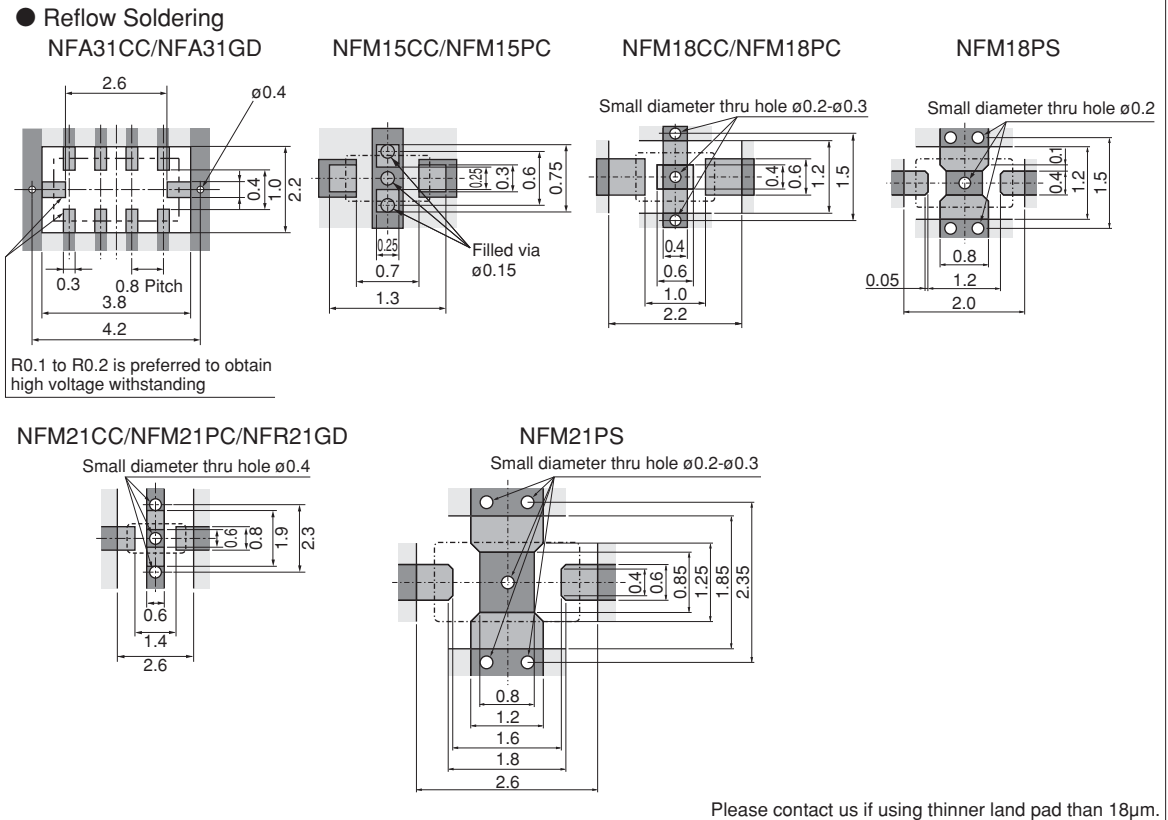 ● Reflow Soldering
NFA31CC/NFA31GD
2.6
ø0.4
0.4
1.0
2.2
0.3
0.8 Pitch
3.8
4.2
R0.1 to R0.2 is preferred to obtain
high voltage withstanding
NFM15CC/NFM15PC
0.25
0.3
0.6
0.75
0.25
Filled via
ø0.15
0.7
1.3
NFM18CC/NFM18PC
Small diameter thru hole ø0.2-ø0.3
0.4
0.6
1.2
1.5
0.4
0.6
1.0
2.2
NFM18PS
Small diameter thru hole ø0.2
0.1
0.4
1.2
1.5
0.8
0.05
1.2
2.0
NFM21CC/NFM21PC/NFR21GD
Small diameter thru hole ø0.4
0.6
0.8
1.9
2.3
0.6
1.4
2.6
NFM21PS
Small diameter thru hole ø0.2-ø0.3
0.4
0.6
0.85
1.25
1.85
2.35
0.8
1.2
1.6
1.8
2.6
Please contact us if using thinner land pad than 18μm.